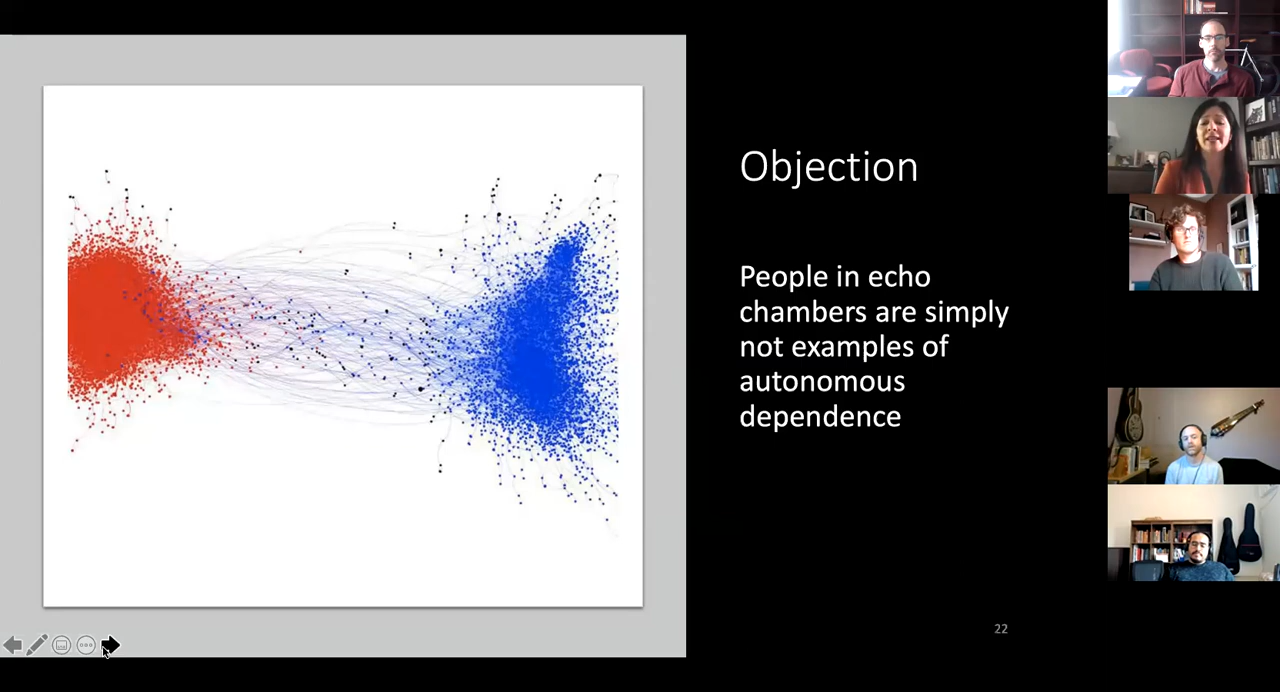 Objection
People in echo
chambers are simply
not examples of
autonomous
dependence
22